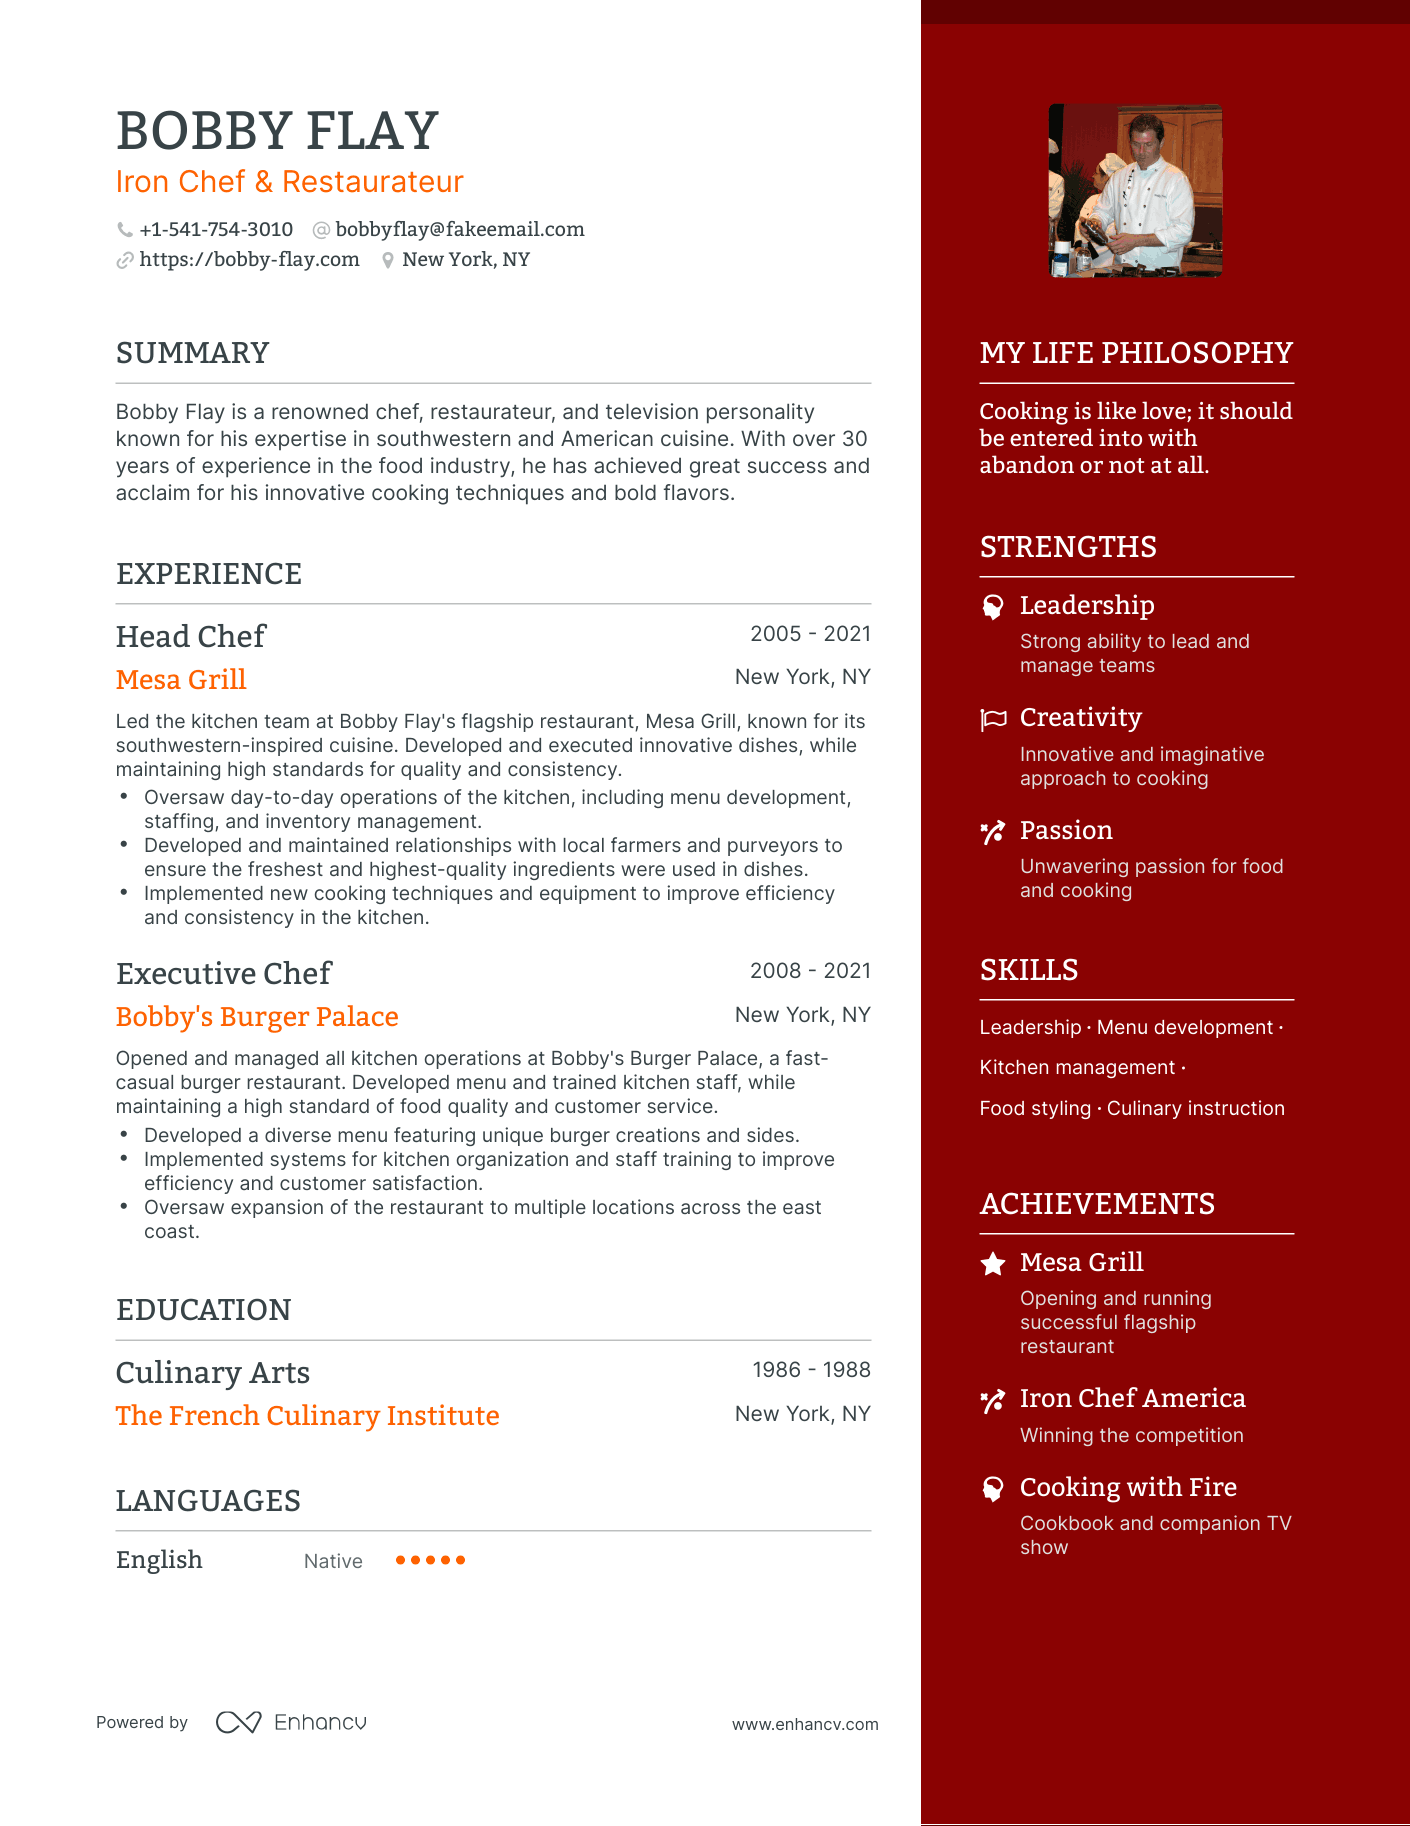 BOBBY FLAY
Iron Chef & Restaurateur
+1-541-754-3010 @ bobbyflay@fakeemail.com
https://bobby-flay.com New York, NY
SUMMARY
Bobby Flay is a renowned chef, restaurateur, and television personality
known for his expertise in southwestern and American cuisine. With over 30
years of experience in the food industry, he has achieved great success and
acclaim for his innovative cooking techniques and bold flavors.
EXPERIENCE
Head Chef 2005 - 2021
Mesa Grill New York, NY
Led the kitchen team at Bobby Flay's flagship restaurant, Mesa Grill, known for its
southwestern-inspired cuisine. Developed and executed innovative dishes, while
maintaining high standards for quality and consistency.
• Oversaw day-to-day operations of the kitchen, including menu development,
staffing, and inventory management.
• Developed and maintained relationships with local farmers and purveyors to
ensure the freshest and highest-quality ingredients were used in dishes.
• Implemented new cooking techniques and equipment to improve efficiency
and consistency in the kitchen.
Executive Chef 2008 - 2021
Bobby's Burger Palace New York, NY
Opened and managed all kitchen operations at Bobby's Burger Palace, a fast-
casual burger restaurant. Developed menu and trained kitchen staff, while
maintaining a high standard of food quality and customer service.
• Developed a diverse menu featuring unique burger creations and sides.
• Implemented systems for kitchen organization and staff training to improve
efficiency and customer satisfaction.
• Oversaw expansion of the restaurant to multiple locations across the east
coast.
EDUCATION
Culinary Arts 1986 - 1988
The French Culinary Institute New York, NY
LANGUAGES
English Native
Powered by Enhancv www.enhancv.com
MY LIFE PHILOSOPHY
Cooking is like love; it should
be entered into with
abandon or not at all.
STRENGTHS
Leadership
Strong ability to lead and
manage teams
Creativity
Innovative and imaginative
approach to cooking
Passion
Unwavering passion for food
and cooking
SKILLS
Leadership · Menu development ·
Kitchen management ·
Food styling · Culinary instruction
ACHIEVEMENTS
Mesa Grill
Opening and running
successful flagship
restaurant
Iron Chef America
Winning the competition
Cooking with Fire
Cookbook and companion TV
show